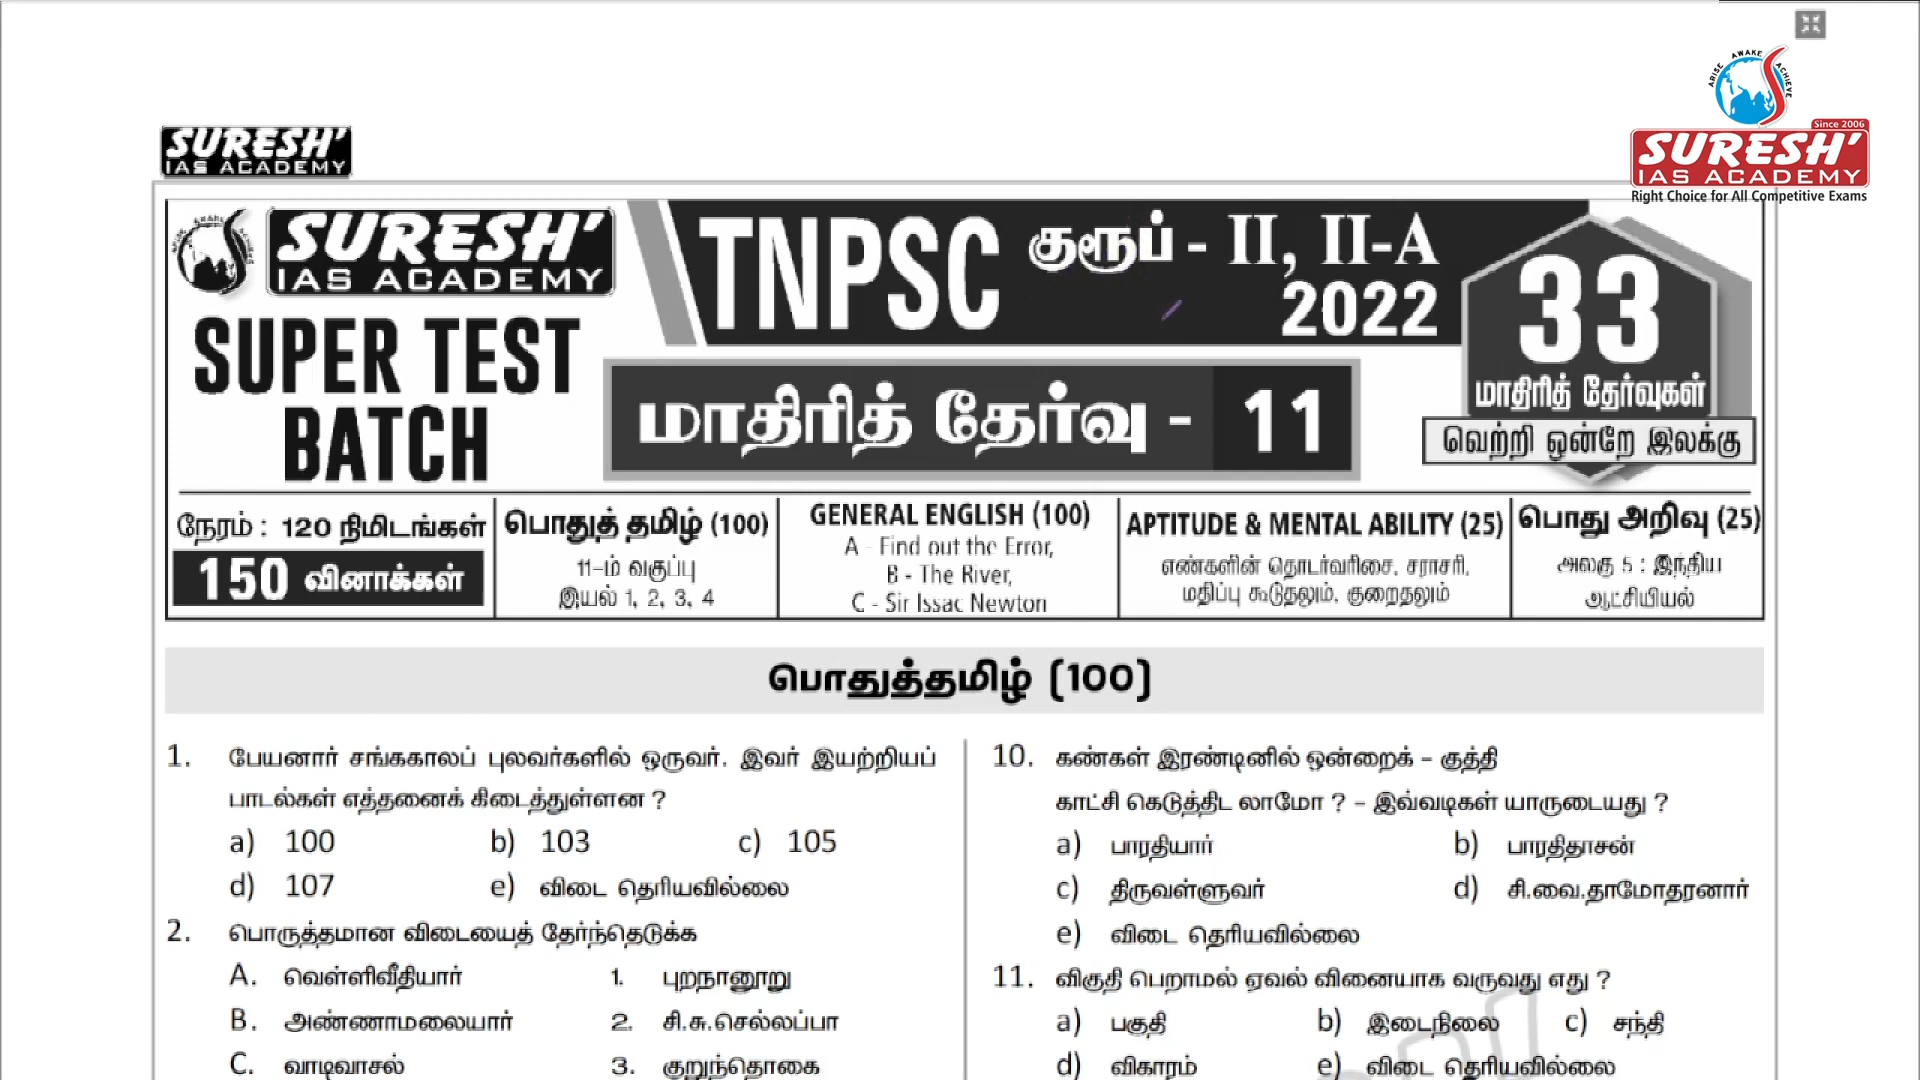 ARISE AWAKE ACHIEVE
Since 2006
SURESH'
IAS ACADEMY
Right Choice for All Competitive Exams
SURESH'
IAS ACADEMY
SURESH'
IAS ACADEMY
SUPER TEST
BATCH
TNPSC குரூப் - II, II-A
2022
மாதிரித் தேர்வு - 11
33
மாதிரித் தேர்வுகள்
வெற்றி ஒன்றே இலக்கு
நேரம் : 120 நிமிடங்கள்
150 வினாக்கள்
பொதுத் தமிழ் (100)
11-ம் வகுப்பு
இயல் 1, 2, 3, 4
GENERAL ENGLISH (100)
A - Find out the Error,
B - The River,
C - Sir Issac Newton
APTITUDE & MENTAL ABILITY (25)
எண்களின் தொடர்வரிசை, சராசரி,
மதிப்பு கூடுதலும், குறைதலும்
பொது அறிவு (25)
அலகு 5 : இந்திய
ஆட்சியியல்
பொதுத்தமிழ் (100)
1. பேயனார் சங்ககாலப் புலவர்களில் ஒருவர். இவர் இயற்றியப்
பாடல்கள் எத்தனைக் கிடைத்துள்ளன ?
a) 100 b) 103 c) 105
d) 107 e) விடை தெரியவில்லை
2. பொருத்தமான விடையைத் தேர்ந்தெடுக்க
A. வெள்ளிவீதியார் 1. புறநானூறு
B. அண்ணாமலையார் 2. சி.சு.செல்லப்பா
C. வாடிவாசல் 3. குறுந்தொகை
10. கண்கள் இரண்டினில் ஒன்றைக் – குத்தி
காட்சி கெடுத்திட லாமோ ? – இவ்வடிகள் யாருடையது ?
a) பாரதியார் b) பாரதிதாசன்
c) திருவள்ளுவர் d) சி.வை.தாமோதரனார்
e) விடை தெரியவில்லை
11. விகுதி பெறாமல் ஏவல் வினையாக வருவது எது ?
a) பகுதி b) இடைநிலை c) சந்தி
d) விகாரம் e) விடை தெரியவில்லை